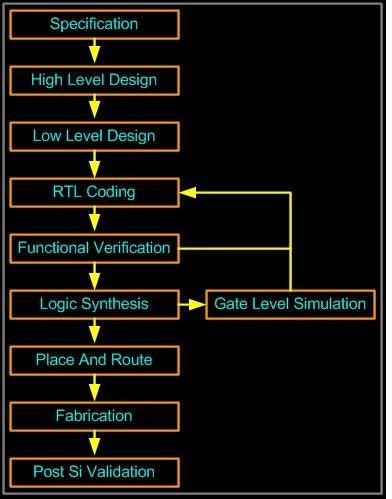 Specification
High Level Design
Low Level Design
RTL Coding
Functional Verification
Logic Synthesis
Gate Level Simulation
Place And Route
Fabrication
Post Si Validation